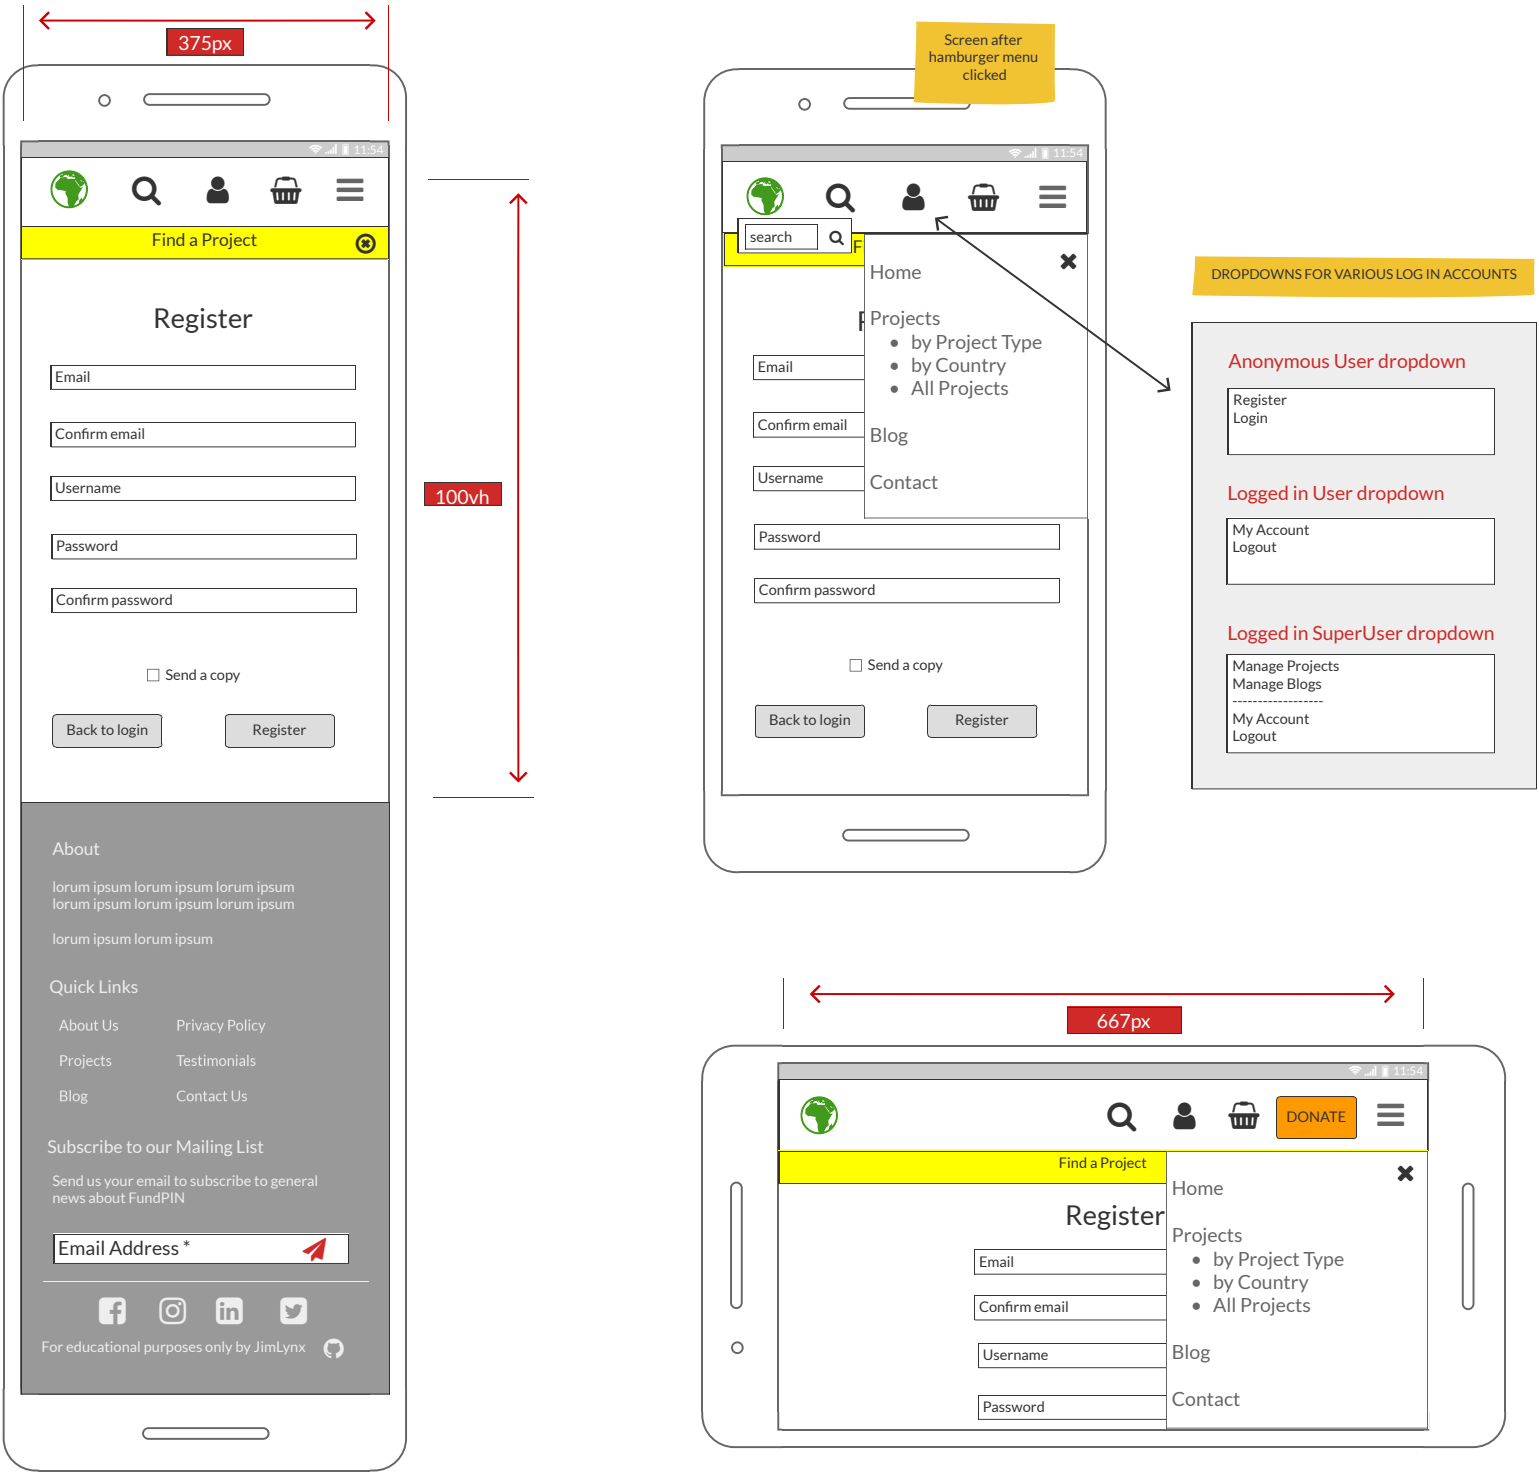 375px
11:54
Find a Project
Register
Email
Confirm email
Username
Password
Confirm password
Send a copy
Back to login
Register
About
lorum ipsum lorum ipsum lorum ipsum
lorum ipsum lorum ipsum lorum ipsum
lorum ipsum lorum ipsum
Quick Links
About Us
Privacy Policy
Projects
Testimonials
Blog
Contact Us
Subscribe to our Mailing List
Send us your email to subscribe to general
news about FundPIN
Email Address *
For educational purposes only by JimLynx
100vh
Screen after
hamburger menu
clicked
11:54
search
F
Home
Projects
• by Project Type
• by Country
• All Projects
Blog
Contact
Email
Confirm email
Username
Password
Confirm password
Send a copy
Back to login
Register
DROPDOWNS FOR VARIOUS LOG IN ACCOUNTS
Anonymous User dropdown
Register
Login
Logged in User dropdown
My Account
Logout
Logged in SuperUser dropdown
Manage Projects
Manage Blogs
------------------
My Account
Logout
667px
11:54
DONATE
Find a Project
Register
Email
Confirm email
Username
Password
Home
Projects
• by Project Type
• by Country
• All Projects
Blog
Contact